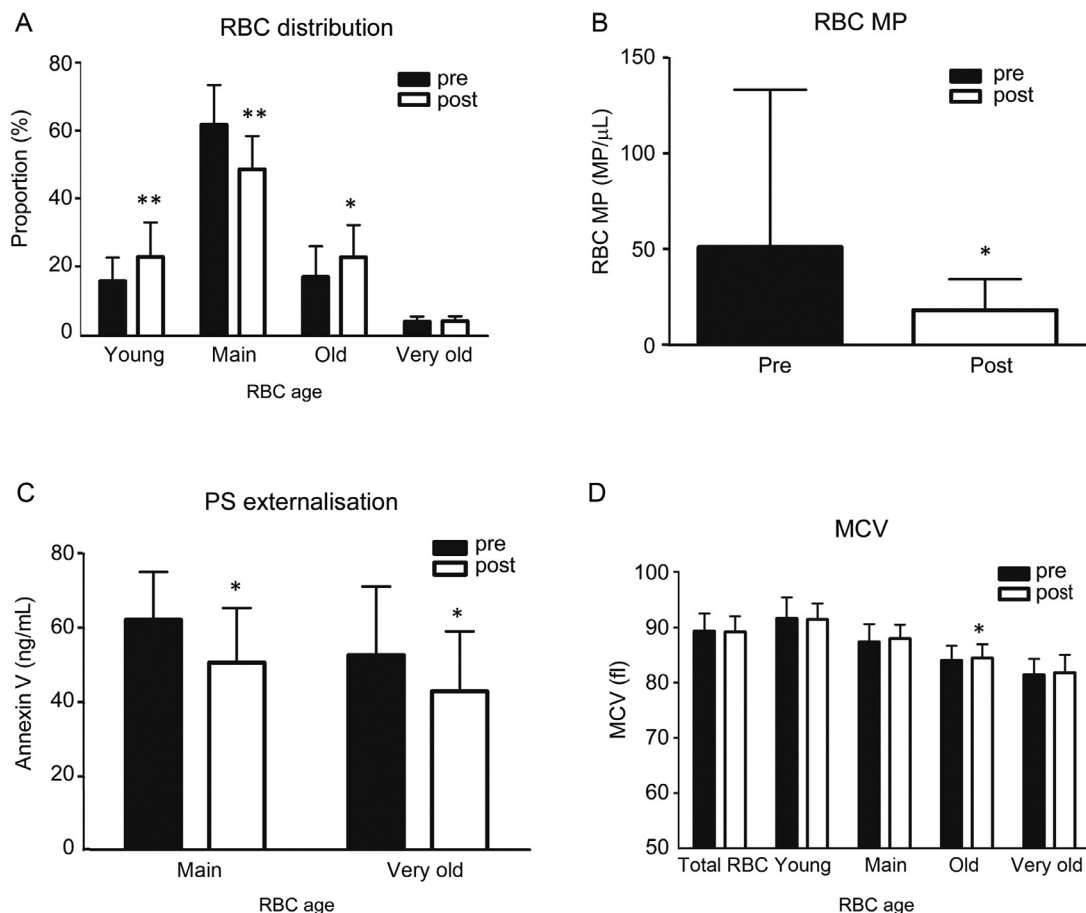 A
RBC distribution
pre
post
Proportion (%)
80
60
40
20
0
**
**
*
Young Main Old Very old
RBC age
B
RBC MP
pre
post
RBC MP (MP/μL)
150
100
50
0
*
Pre Post
C
PS externalisation
pre
post
Annexin V (ng/mL)
80
60
40
20
0
*
*
Main Very old
RBC age
D
MCV
pre
post
MCV (fl)
100
90
80
70
60
50
*
Total RBC Young Main Old Very old
RBC age